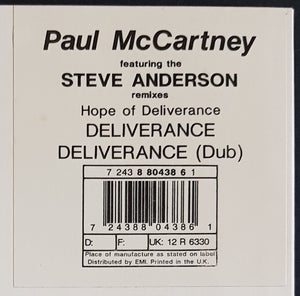 Paul McCartney
featuring the
STEVE ANDERSON
remixes
Hope of Deliverance
DELIVERANCE
DELIVERANCE (Dub)
7 243 8 80438 6 1
7 24388 04386 1
D: F: UK: 12 R 6330
Place of manufacture as stated on label
Distributed by EMI. Printed in the U.K.